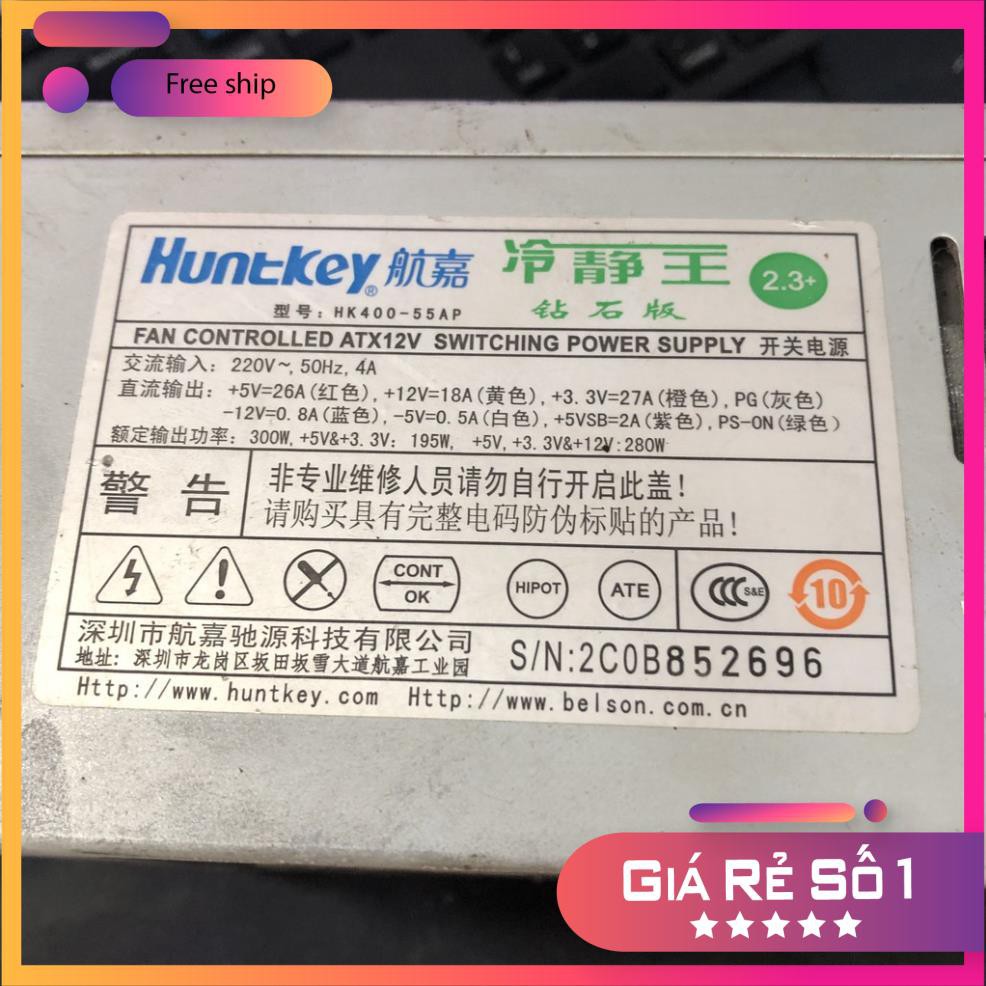 Free ship
Huntkey® 航嘉 冷静王 2.3+
型号：HK400-55AP 钻石版
FAN CONTROLLED ATX12V SWITCHING POWER SUPPLY 开关电源
交流输入：220V~, 50Hz, 4A
直流输出：+5V=26A(红色), +12V=18A(黄色), +3.3V=27A(橙色), PG(灰色)
-12V=0.8A(蓝色), -5V=0.5A(白色), +5VSB=2A(紫色), PS-ON(绿色)
额定输出功率：300W, +5V&+3.3V：195W, +5V,+3.3V&+12V:280W
警告
非专业维修人员请勿自行开启此盖!
请购买具有完整电码防伪标贴的产品!
CONT
OK
HIPOT
ATE
CCC S&E
10
深圳市航嘉驰源科技有限公司
地址：深圳市龙岗区坂田坂雪大道航嘉工业园
S/N:2C0B852696
Http://www.huntkey.com Http://www.belson.com.cn
GIÁ RẺ SỐ 1